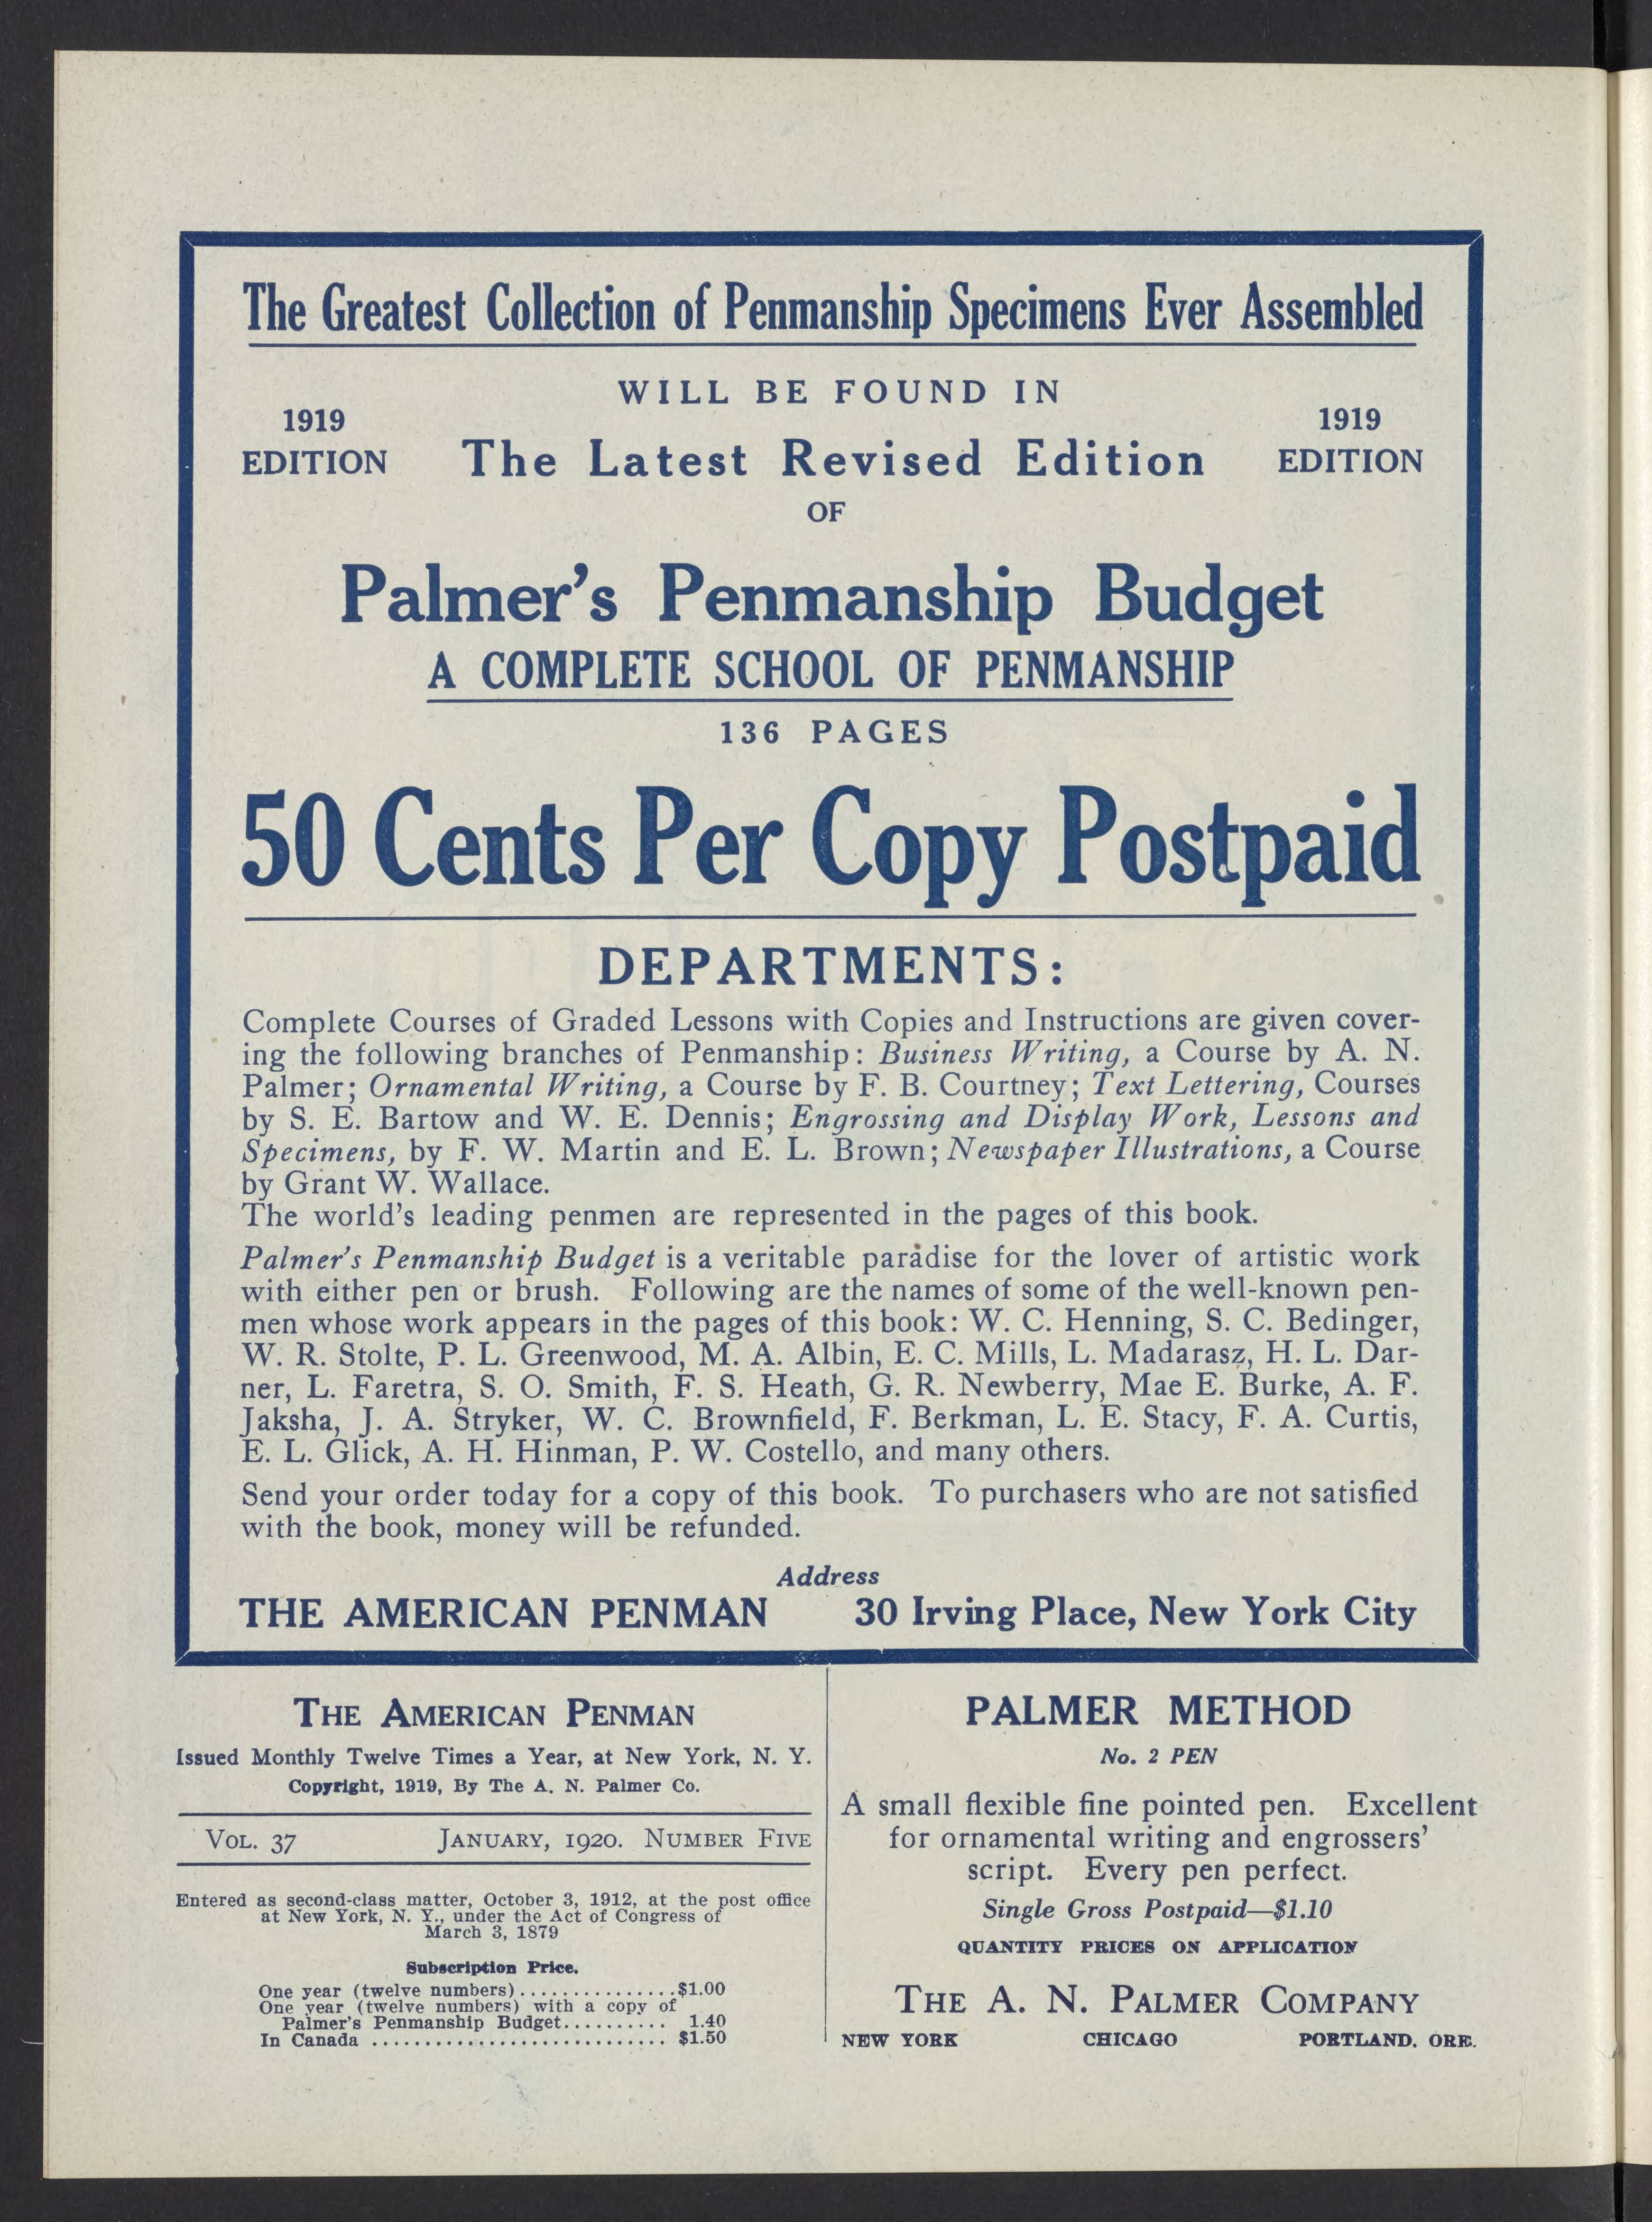 The Greatest Collection of Penmanship Specimens Ever Assembled
WILL BE FOUND IN
1919
EDITION
The Latest Revised Edition
1919
EDITION
OF
Palmer's Penmanship Budget
A COMPLETE SCHOOL OF PENMANSHIP
136 PAGES
50 Cents Per Copy Postpaid
DEPARTMENTS:
Complete Courses of Graded Lessons with Copies and Instructions are given cover-
ing the following branches of Penmanship: Business Writing, a Course by A. N.
Palmer; Ornamental Writing, a Course by F. B. Courtney; Text Lettering, Courses
by S. E. Bartow and W. E. Dennis; Engrossing and Display Work, Lessons and
Specimens, by F. W. Martin and E. L. Brown; Newspaper Illustrations, a Course
by Grant W. Wallace.
The world's leading penmen are represented in the pages of this book.
Palmer's Penmanship Budget is a veritable paradise for the lover of artistic work
with either pen or brush. Following are the names of some of the well-known pen-
men whose work appears in the pages of this book: W. C. Henning, S. C. Bedinger,
W. R. Stolte, P. L. Greenwood, M. A. Albin, E. C. Mills, L. Madarasz, H. L. Dar-
ner, L. Faretra, S. O. Smith, F. S. Heath, G. R. Newberry, Mae E. Burke, A. F.
Jaksha, J. A. Stryker, W. C. Brownfield, F. Berkman, L. E. Stacy, F. A. Curtis,
E. L. Glick, A. H. Hinman, P. W. Costello, and many others.
Send your order today for a copy of this book. To purchasers who are not satisfied
with the book, money will be refunded.
Address
THE AMERICAN PENMAN 30 Irving Place, New York City
THE AMERICAN PENMAN
Issued Monthly Twelve Times a Year, at New York, N. Y.
Copyright, 1919, By The A. N. Palmer Co.
VOL. 37 JANUARY, 1920. NUMBER FIVE
Entered as second-class matter, October 3, 1912, at the post office
at New York, N. Y., under the Act of Congress of
March 3, 1879
Subscription Price.
One year (twelve numbers)...............$1.00
One year (twelve numbers) with a copy of
Palmer's Penmanship Budget.......... 1.40
In Canada ............................ $1.50
PALMER METHOD
No. 2 PEN
A small flexible fine pointed pen. Excellent
for ornamental writing and engrossers'
script. Every pen perfect.
Single Gross Postpaid—$1.10
QUANTITY PRICES ON APPLICATION
THE A. N. PALMER COMPANY
NEW YORK CHICAGO PORTLAND, ORE.